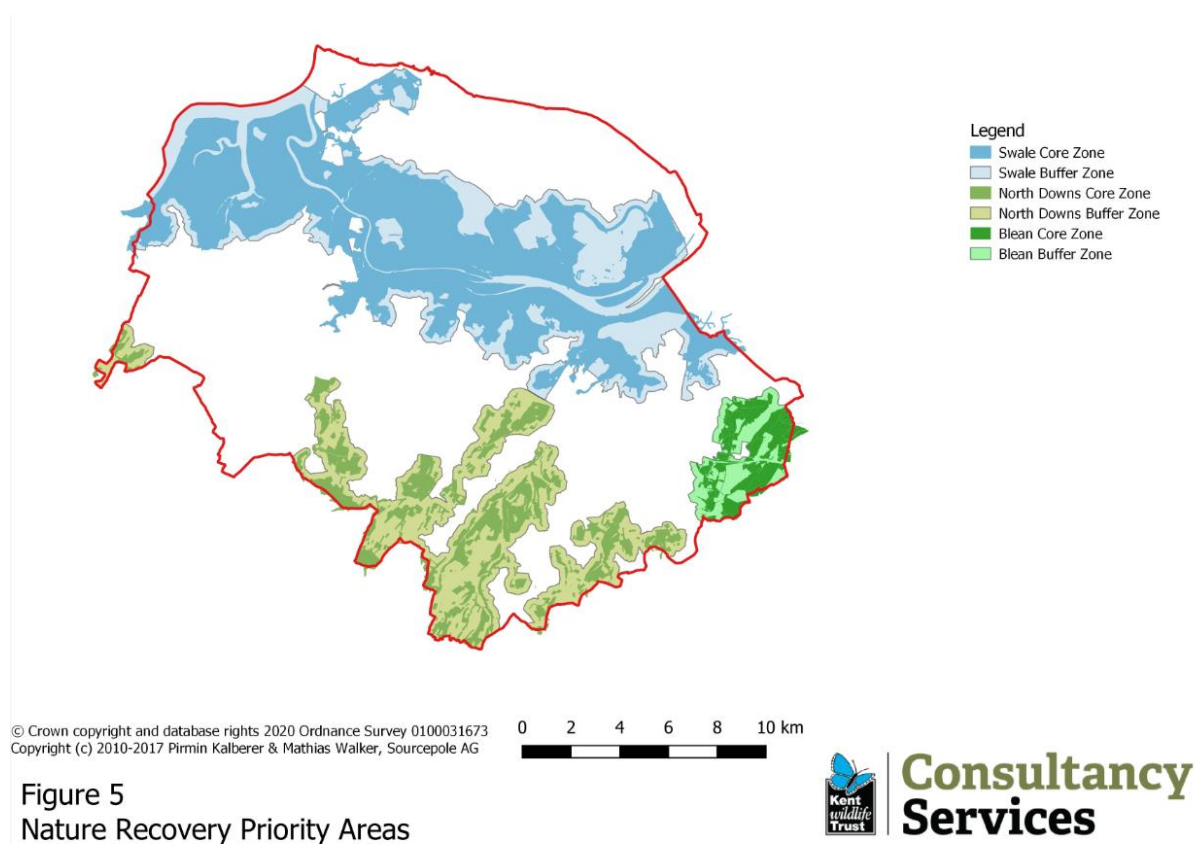 Legend
Swale Core Zone
Swale Buffer Zone
North Downs Core Zone
North Downs Buffer Zone
Blean Core Zone
Blean Buffer Zone
© Crown copyright and database rights 2020 Ordnance Survey 0100031673
Copyright (c) 2010-2017 Pirmin Kalberer & Mathias Walker, Sourcepole AG
0 2 4 6 8 10 km
Figure 5
Nature Recovery Priority Areas
Kent
wildlife
Trust
Consultancy
Services